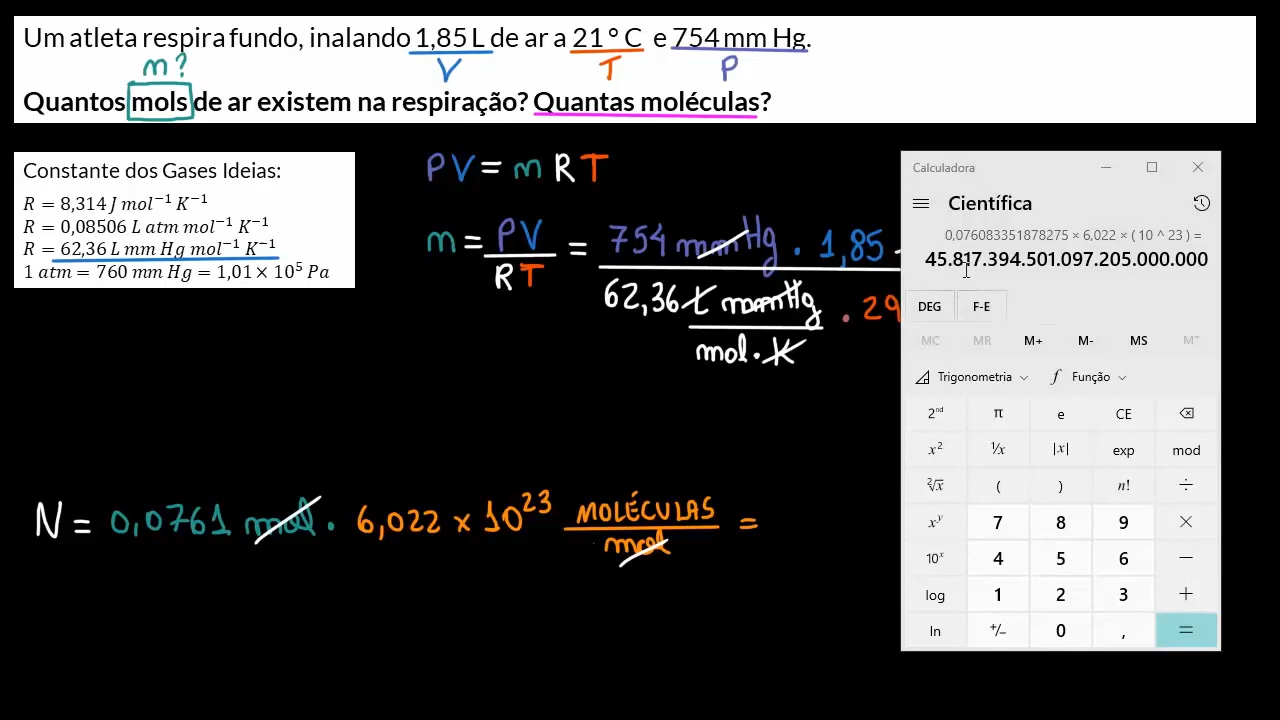 Um atleta respira fundo, inalando 1,85 L de ar a 21 ° C e 754 mm Hg.
n?
V
T
P
Quantos mols de ar existem na respiração? Quantas moléculas?
Constante dos Gases Ideias:
R = 8,314 J mol⁻¹ K⁻¹
R = 0,08506 L atm mol⁻¹ K⁻¹
R = 62,36 L mm Hg mol⁻¹ K⁻¹
1 atm = 760 mm Hg = 1,01 × 10⁵ Pa
PV = n R T
n = PV / RT = 754 mmHg . 1,85 / 62,36 L mmHg / mol . K . 29
N = 0,0761 mol . 6,022 x 10²³ MOLÉCULAS / mol =
Calculadora
Científica
0,076083351878275 × 6,022 × ( 10 ^ 23 ) =
45.817.394.501.097.205.000.000
DEG F-E
MC MR M+ M- MS M˅
Trigonometria Função
2ⁿᵈ π e CE
x² ¹/x |x| exp mod
²√x ( ) n! ÷
xʸ 7 8 9 ×
10ˣ 4 5 6 −
log 1 2 3 +
ln +/− 0 , =